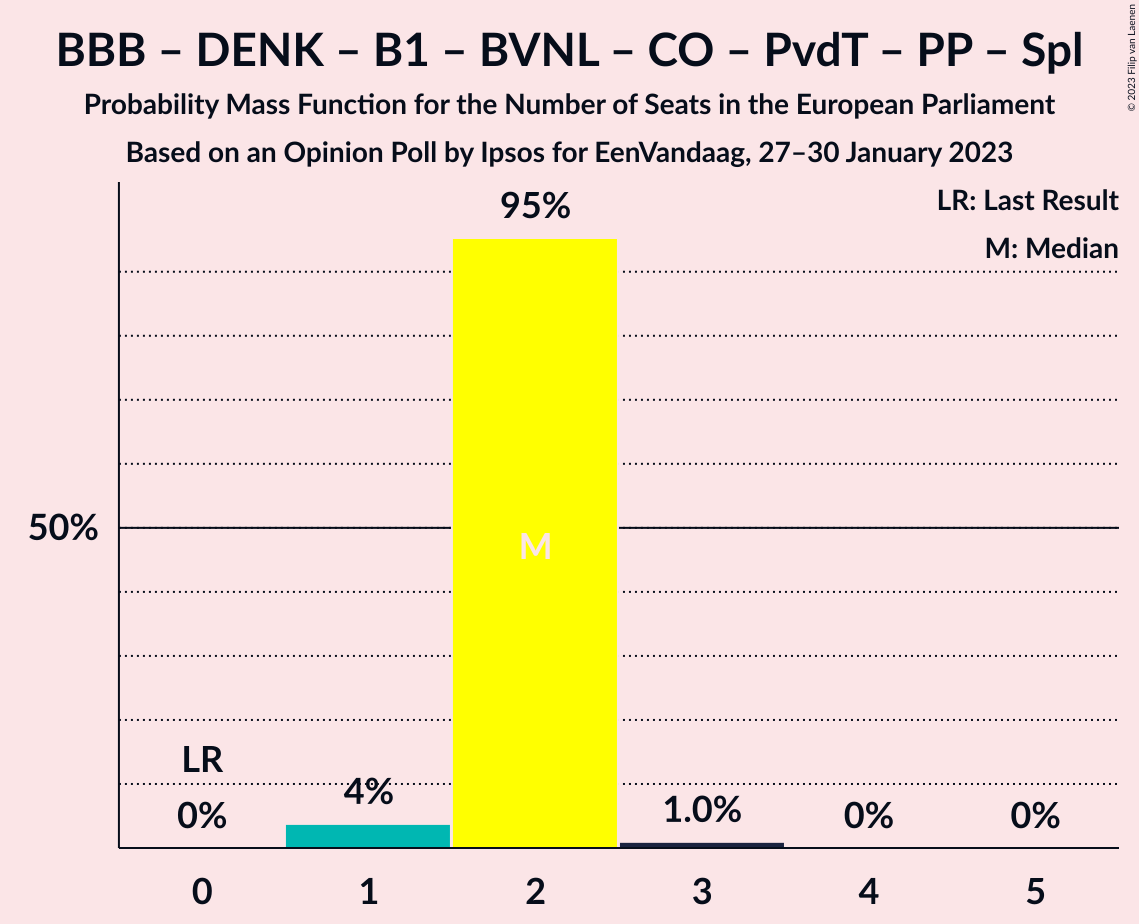 BBB – DENK – B1 – BVNL – CO – PvdT – PP – Spl
Probability Mass Function for the Number of Seats in the European Parliament
Based on an Opinion Poll by Ipsos for EenVandaag, 27–30 January 2023
© 2023 Filip van Laenen
LR: Last Result
M: Median
95%
50%
M
LR
0%
4%
1.0%
0%
0%
0 1 2 3 4 5